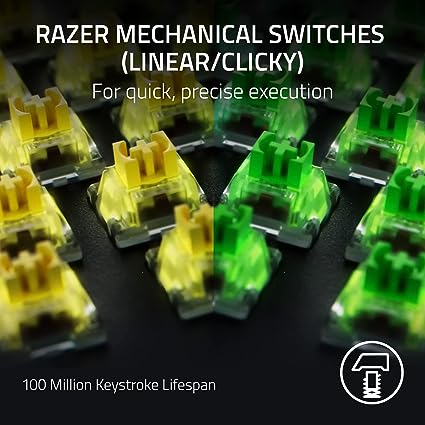 RAZER MECHANICAL SWITCHES
(LINEAR/CLICKY)
For quick, precise execution
100 Million Keystroke Lifespan